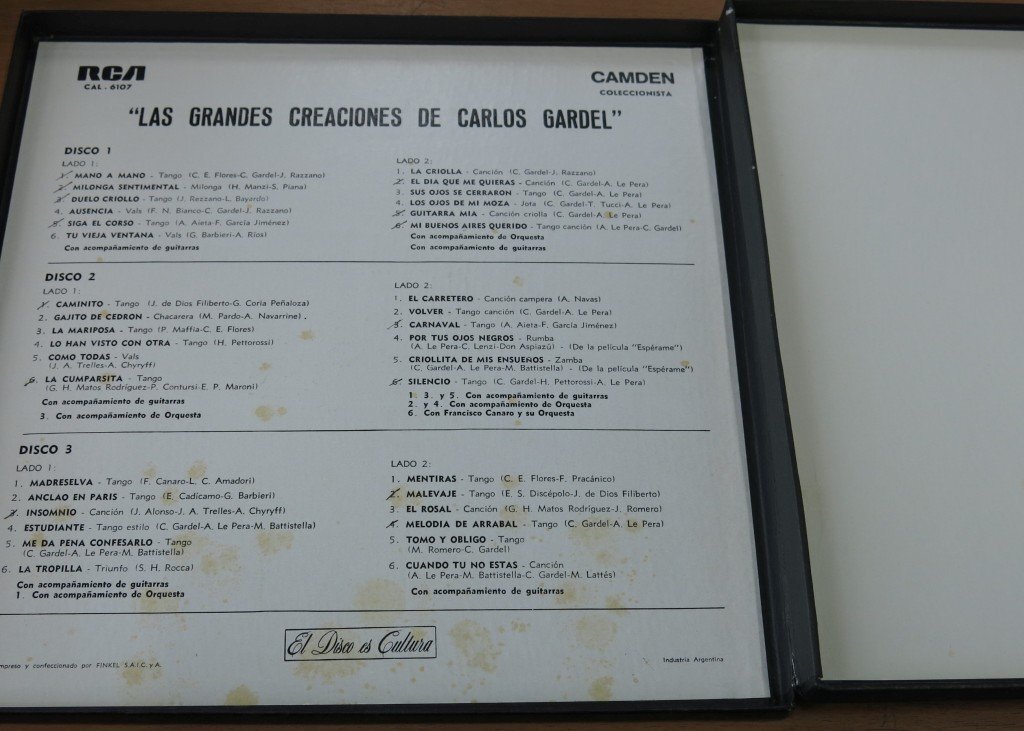 RCA
CAL. 6107
CAMDEN
COLECCIONISTA
"LAS GRANDES CREACIONES DE CARLOS GARDEL"
DISCO 1
LADO 1:
1. MANO A MANO - Tango (C. E. Flores-C. Gardel-J. Razzano)
2. MILONGA SENTIMENTAL - Milonga (H. Manzi-S. Piana)
3. DUELO CRIOLLO - Tango (J. Rezzano-L. Bayardo)
4. AUSENCIA - Vals (F. N. Bianco-C. Gardel-J. Razzano)
5. SIGA EL CORSO - Tango (A. Aieta-F. García Jiménez)
6. TU VIEJA VENTANA - Vals (G. Barbieri-A. Ríos)
Con acompañamiento de guitarras
LADO 2:
1. LA CRIOLLA - Canción (C. Gardel-J. Razzano)
2. EL DIA QUE ME QUIERAS - Canción (C. Gardel-A. Le Pera)
3. SUS OJOS SE CERRARON - Tango (C. Gardel-A. Le Pera)
4. LOS OJOS DE MI MOZA - Jota (C. Gardel-T. Tucci-A. Le Pera)
5. GUITARRA MIA - Canción criolla (C. Gardel-A. Le Pera)
6. MI BUENOS AIRES QUERIDO - Tango canción (A. Le Pera-C. Gardel)
Con acompañamiento de Orquesta
Con acompañamiento de guitarras
DISCO 2
LADO 1:
1. CAMINITO - Tango (J. de Dios Filiberto-G. Coria Peñaloza)
2. GAJITO DE CEDRON - Chacarera (M. Pardo-A. Navarrine).
3. LA MARIPOSA - Tango (P. Maffia-C. E. Flores)
4. LO HAN VISTO CON OTRA - Tango (H. Pettorossi)
5. COMO TODAS - Vals
(J. A. Trelles-A. Chyryff)
6. LA CUMPARSITA - Tango
(G. H. Matos Rodríguez-P. Contursi-E. P. Maroni)
Con acompañamiento de guitarras
3. Con acompañamiento de Orquesta
LADO 2:
1. EL CARRETERO - Canción campera (A. Navas)
2. VOLVER - Tango canción (C. Gardel-A. Le Pera)
3. CARNAVAL - Tango (A. Aieta-F. García Jiménez)
4. POR TUS OJOS NEGROS - Rumba
(A. Le Pera-C. Lenzi-Don Aspiazú) - (De la película "Espérame")
5. CRIOLLITA DE MIS ENSUEÑOS - Zamba
(C. Gardel-A. Le Pera-M. Battistella) - (De la película "Espérame")
6. SILENCIO - Tango (C. Gardel-H. Pettorossi-A. Le Pera)
1. 3. y 5. Con acompañamiento de guitarras
2. y 4. Con acompañamiento de Orquesta
6. Con Francisco Canaro y su Orquesta
DISCO 3
LADO 1:
1. MADRESELVA - Tango (F. Canaro-L. C. Amadori)
2. ANCLAO EN PARIS - Tango (E. Cadícamo-G. Barbieri)
3. INSOMNIO - Canción (J. Alonso-J. A. Trelles-A. Chyryff)
4. ESTUDIANTE - Tango estilo (C. Gardel-A. Le Pera-M. Battistella)
5. ME DA PENA CONFESARLO - Tango
(C. Gardel-A. Le Pera-M. Battistella)
6. LA TROPILLA - Triunfo (S. H. Rocca)
Con acompañamiento de guitarras
1. Con acompañamiento de Orquesta
LADO 2:
1. MENTIRAS - Tango (C. E. Flores-F. Pracánico)
2. MALEVAJE - Tango (E. S. Discépolo-J. de Dios Filiberto)
3. EL ROSAL - Canción (G. H. Matos Rodríguez-J. Romero)
4. MELODIA DE ARRABAL - Tango (C. Gardel-A. Le Pera)
5. TOMO Y OBLIGO - Tango
(M. Romero-C. Gardel)
6. CUANDO TU NO ESTAS - Canción
(A. Le Pera-M. Battistella-C. Gardel-M. Lattés)
Con acompañamiento de guitarras
El Disco es Cultura
mpreso y confeccionado por FINKEL S.A.I.C. y A.
Industria Argentina